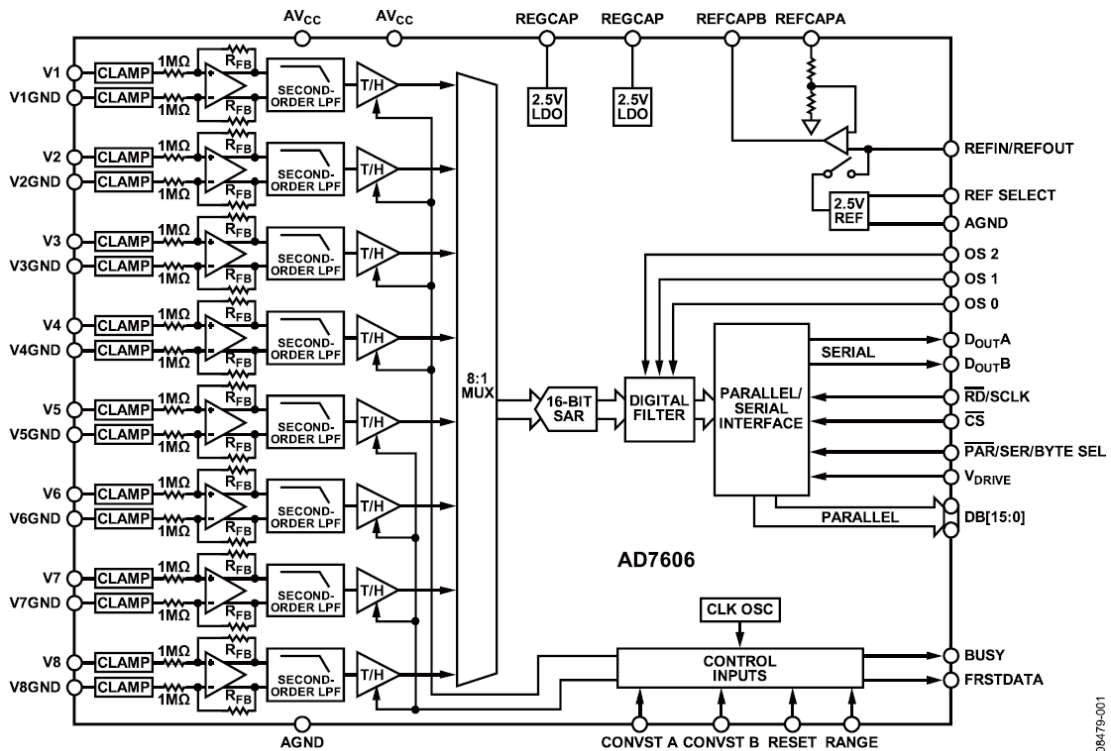 AVCC
AVCC
REGCAP
REGCAP
REFCAPB
REFCAPA
V1
CLAMP
1MΩ
RFB
V1GND
CLAMP
1MΩ
RFB
SECOND-
ORDER LPF
T/H
2.5V
LDO
2.5V
LDO
V2
CLAMP
1MΩ
RFB
V2GND
CLAMP
1MΩ
RFB
SECOND-
ORDER LPF
T/H
REFIN/REFOUT
2.5V
REF
REF SELECT
AGND
V3
CLAMP
1MΩ
RFB
V3GND
CLAMP
1MΩ
RFB
SECOND-
ORDER LPF
T/H
OS 2
OS 1
OS 0
V4
CLAMP
1MΩ
RFB
V4GND
CLAMP
1MΩ
RFB
SECOND-
ORDER LPF
T/H
8:1
MUX
16-BIT
SAR
DIGITAL
FILTER
PARALLEL/
SERIAL
INTERFACE
SERIAL
DOUTA
DOUTB
RD/SCLK
CS
PAR/SER/BYTE SEL
VDRIVE
PARALLEL
DB[15:0]
V5
CLAMP
1MΩ
RFB
V5GND
CLAMP
1MΩ
RFB
SECOND-
ORDER LPF
T/H
V6
CLAMP
1MΩ
RFB
V6GND
CLAMP
1MΩ
RFB
SECOND-
ORDER LPF
T/H
AD7606
V7
CLAMP
1MΩ
RFB
V7GND
CLAMP
1MΩ
RFB
SECOND-
ORDER LPF
T/H
CLK OSC
V8
CLAMP
1MΩ
RFB
V8GND
CLAMP
1MΩ
RFB
SECOND-
ORDER LPF
T/H
CONTROL
INPUTS
BUSY
FRSTDATA
AGND
CONVST A
CONVST B
RESET
RANGE
08479-001